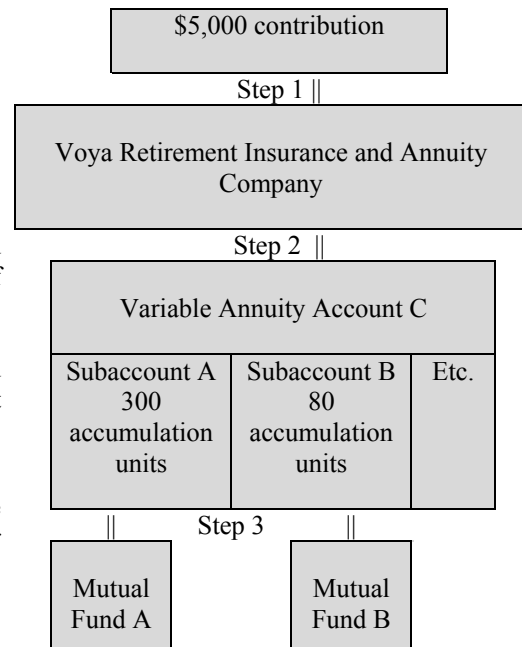 $5,000 contribution
Step 1 ||
Voya Retirement Insurance and Annuity
Company
Step 2 ||
Variable Annuity Account C
Subaccount A
300
accumulation
units
Subaccount B
80
accumulation
units
Etc.
|| Step 3 ||
Mutual
Fund A
Mutual
Fund B